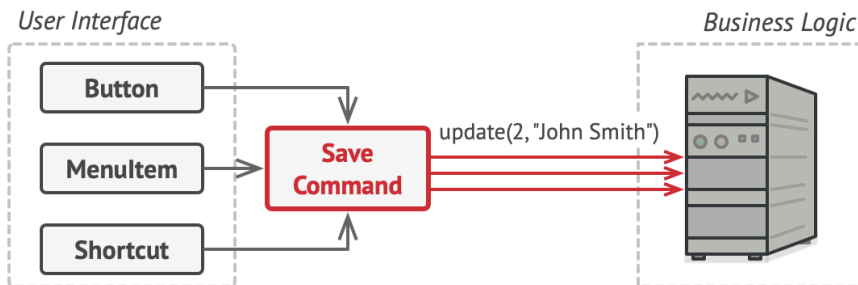 User Interface
Business Logic
Button
MenuItem
Shortcut
Save
Command
update(2, "John Smith")